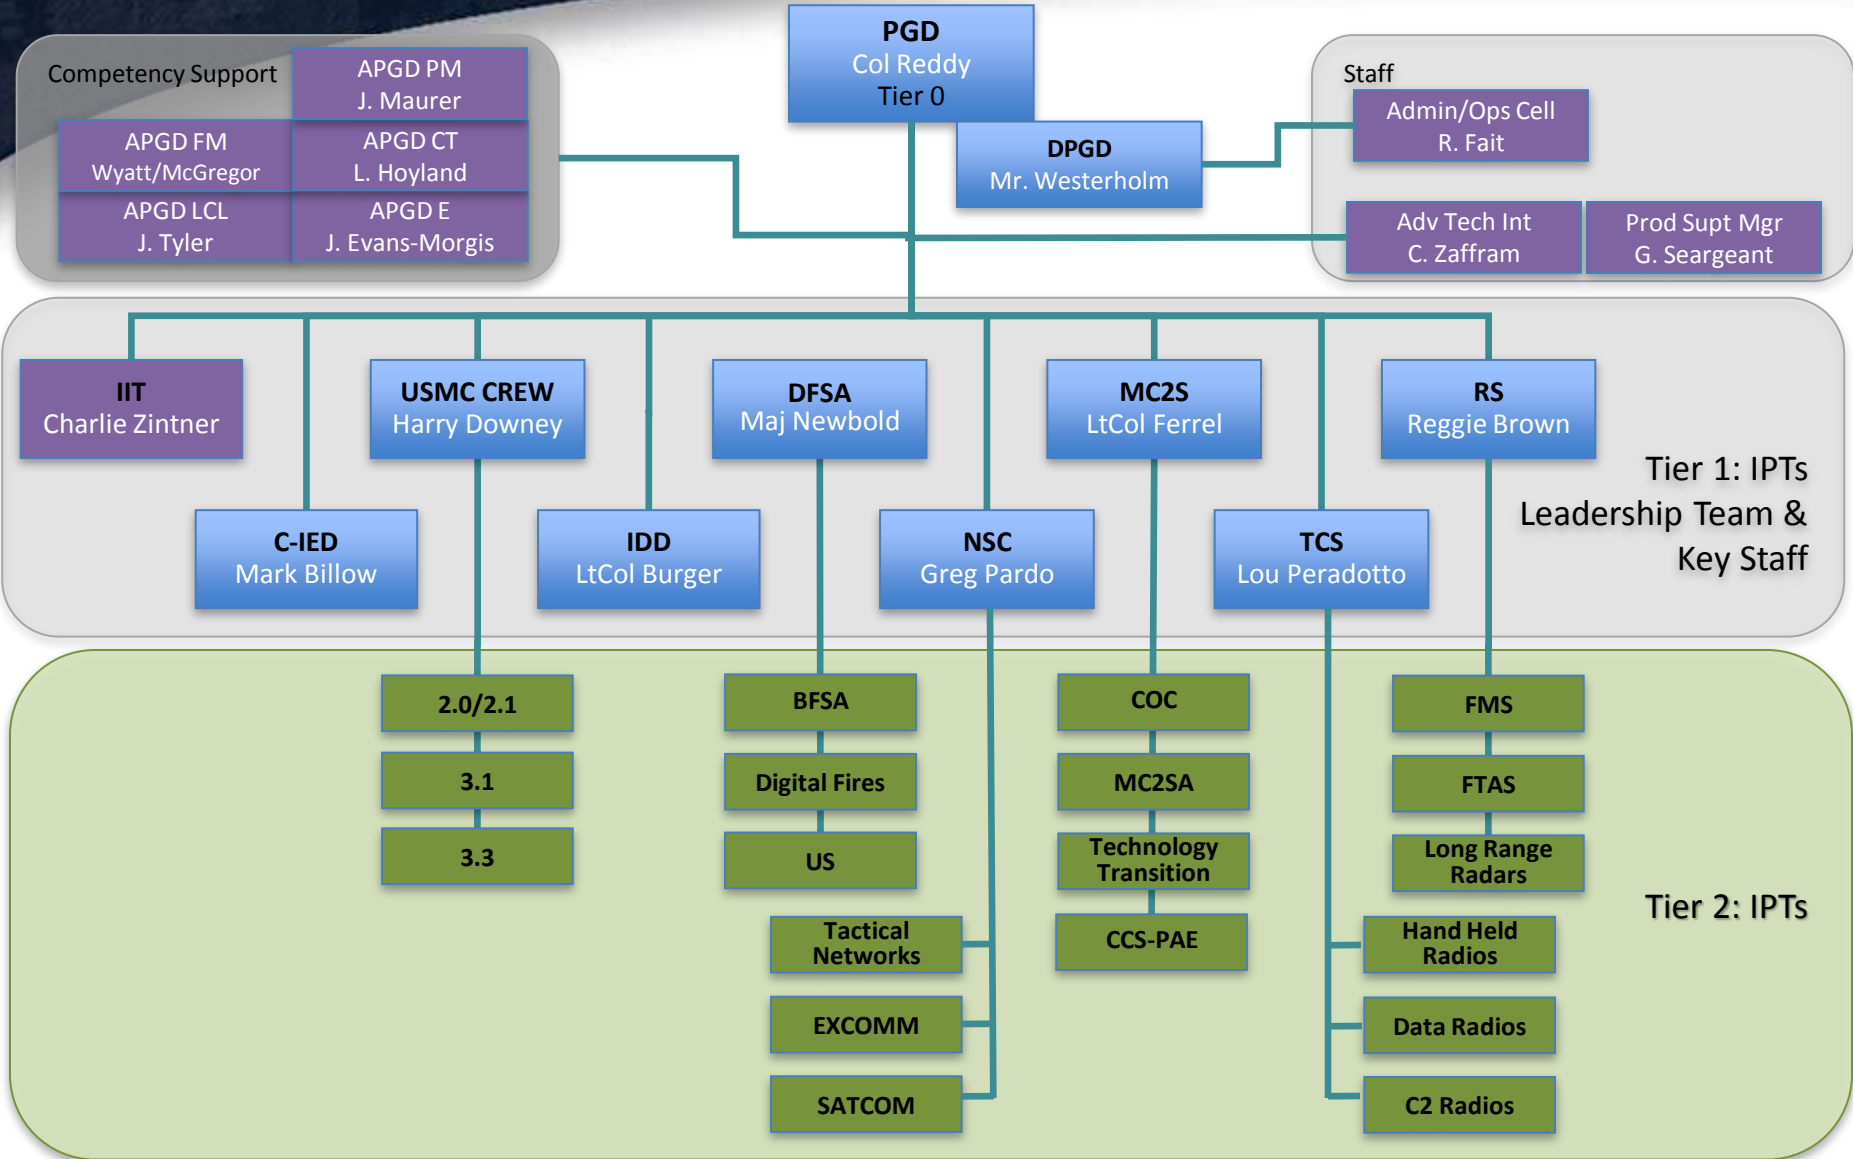 PGD
Col Reddy
Tier 0
DPGD
Mr. Westerholm
Competency Support
APGD PM
J. Maurer
APGD FM
Wyatt/McGregor
APGD CT
L. Hoyland
APGD LCL
J. Tyler
APGD E
J. Evans-Morgis
Staff
Admin/Ops Cell
R. Fait
Adv Tech Int
C. Zaffram
Prod Supt Mgr
G. Seargeant
IIT
Charlie Zintner
USMC CREW
Harry Downey
DFSA
Maj Newbold
MC2S
LtCol Ferrel
RS
Reggie Brown
C-IED
Mark Billow
IDD
LtCol Burger
NSC
Greg Pardo
TCS
Lou Peradotto
Tier 1: IPTs
Leadership Team &
Key Staff
2.0/2.1
3.1
3.3
BFSA
Digital Fires
US
Tactical
Networks
EXCOMM
SATCOM
COC
MC2SA
Technology
Transition
CCS-PAE
FMS
FTAS
Long Range
Radars
Hand Held
Radios
Data Radios
C2 Radios
Tier 2: IPTs